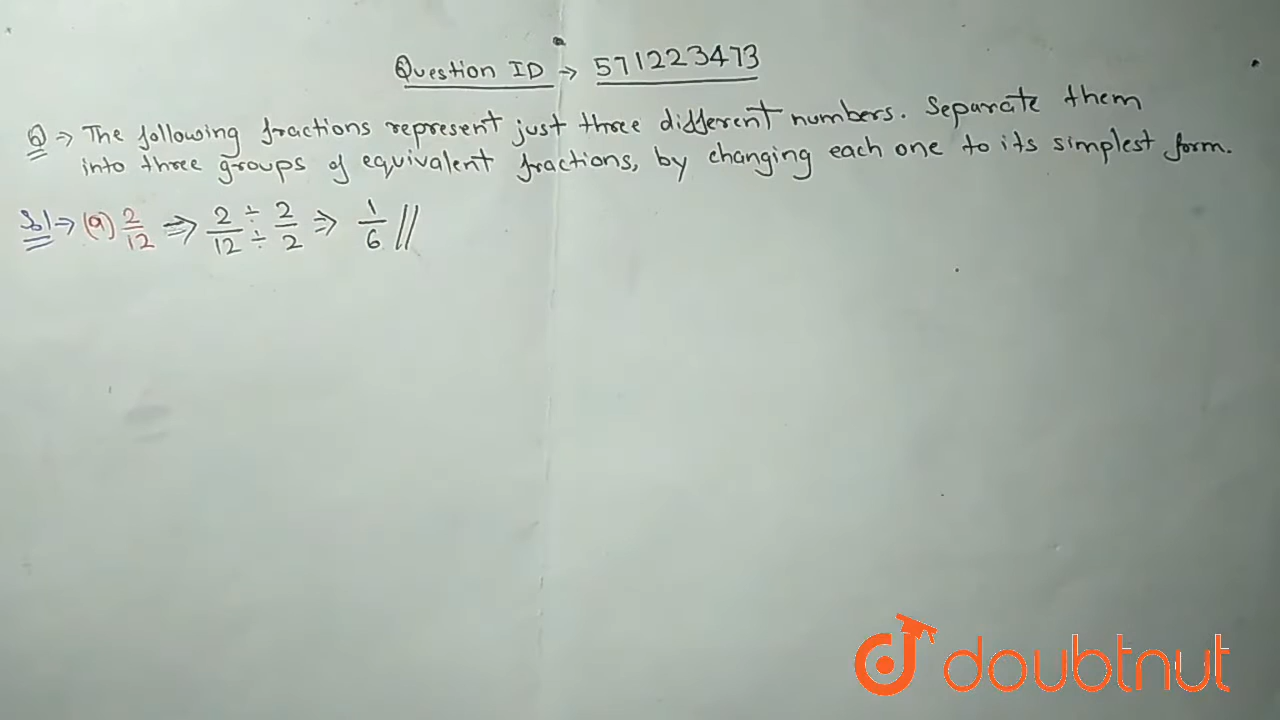 Question ID → 571223473
Q ⇒ The following fractions represent just three different numbers. Separate them
into three groups of equivalent fractions, by changing each one to its simplest form.
Sol → (a) 2/12 ⇒ 2/12 ÷ 2/2 ⇒ 1/6 //
doubtnut